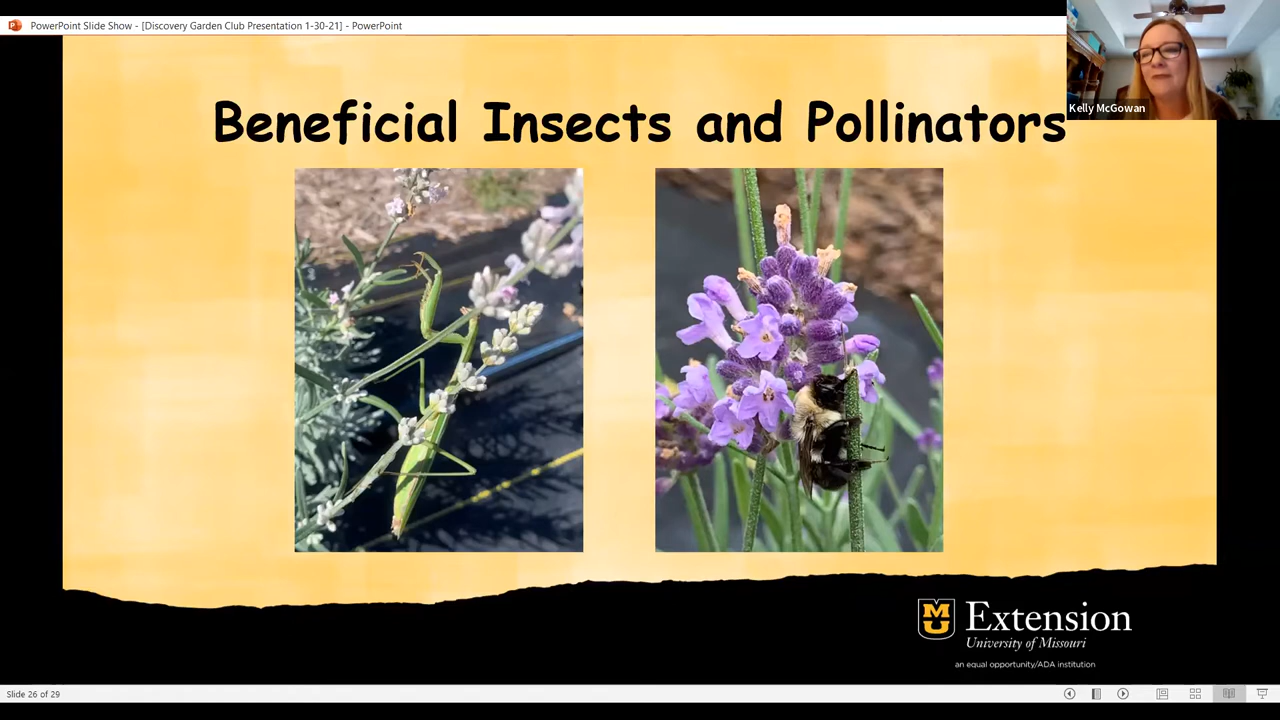 PowerPoint Slide Show - [Discovery Garden Club Presentation 1-30-21] - PowerPoint
Kelly McGowan
Beneficial Insects and Pollinators
MU Extension
University of Missouri
an equal opportunity/ADA institution
Slide 26 of 29